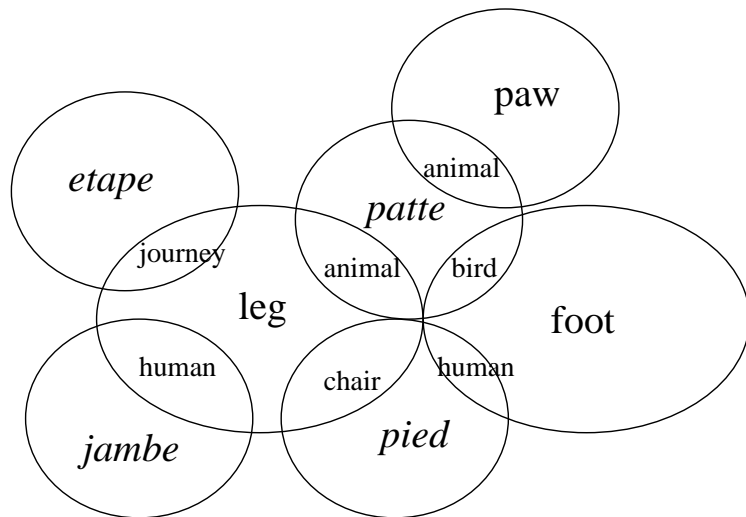 paw
animal
etape
patte
journey
animal
bird
leg
foot
human
chair
human
jambe
pied